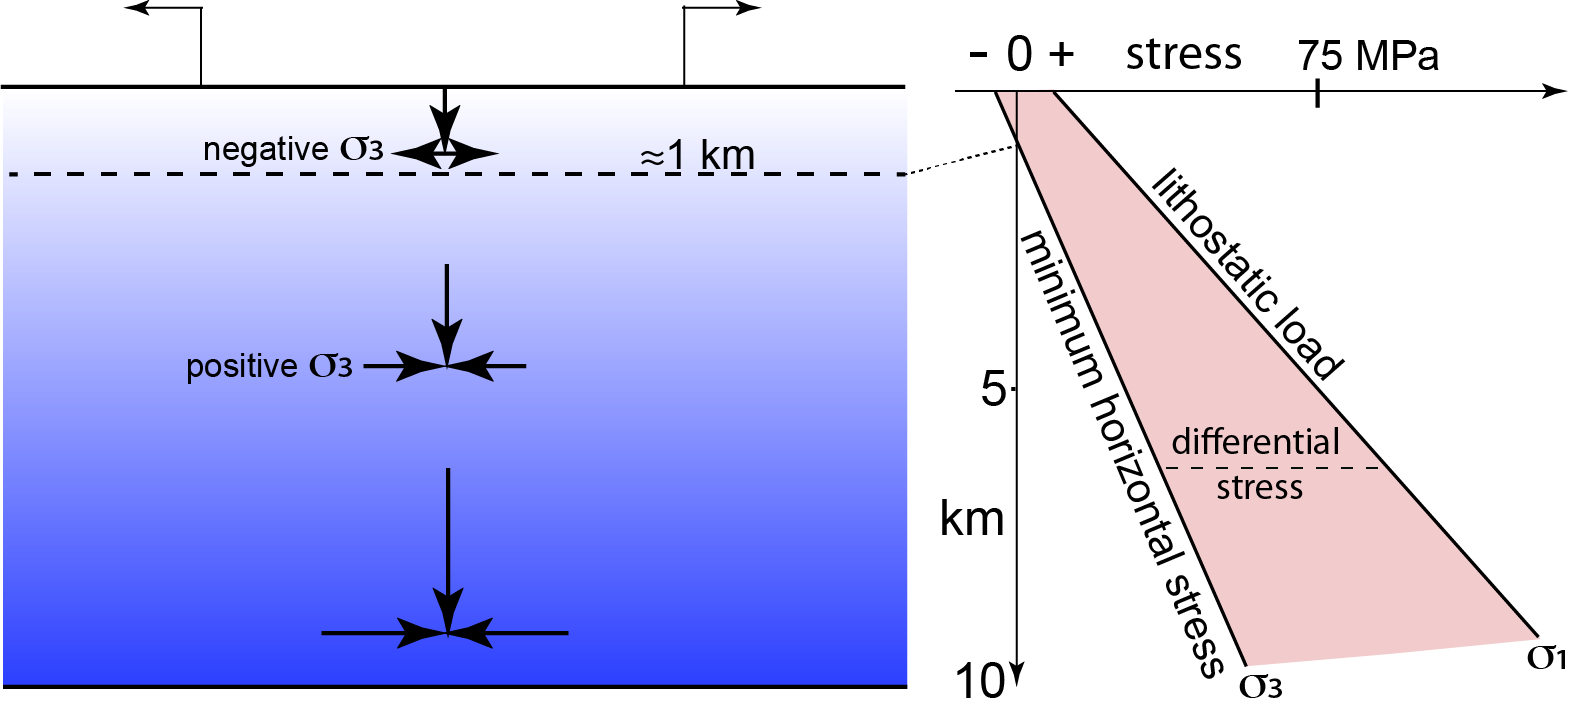 negative σ3
≈1 km
positive σ3
- 0 + stress 75 MPa
lithostatic load
minimum horizontal stress
5
differential
stress
km
10
σ3
σ1